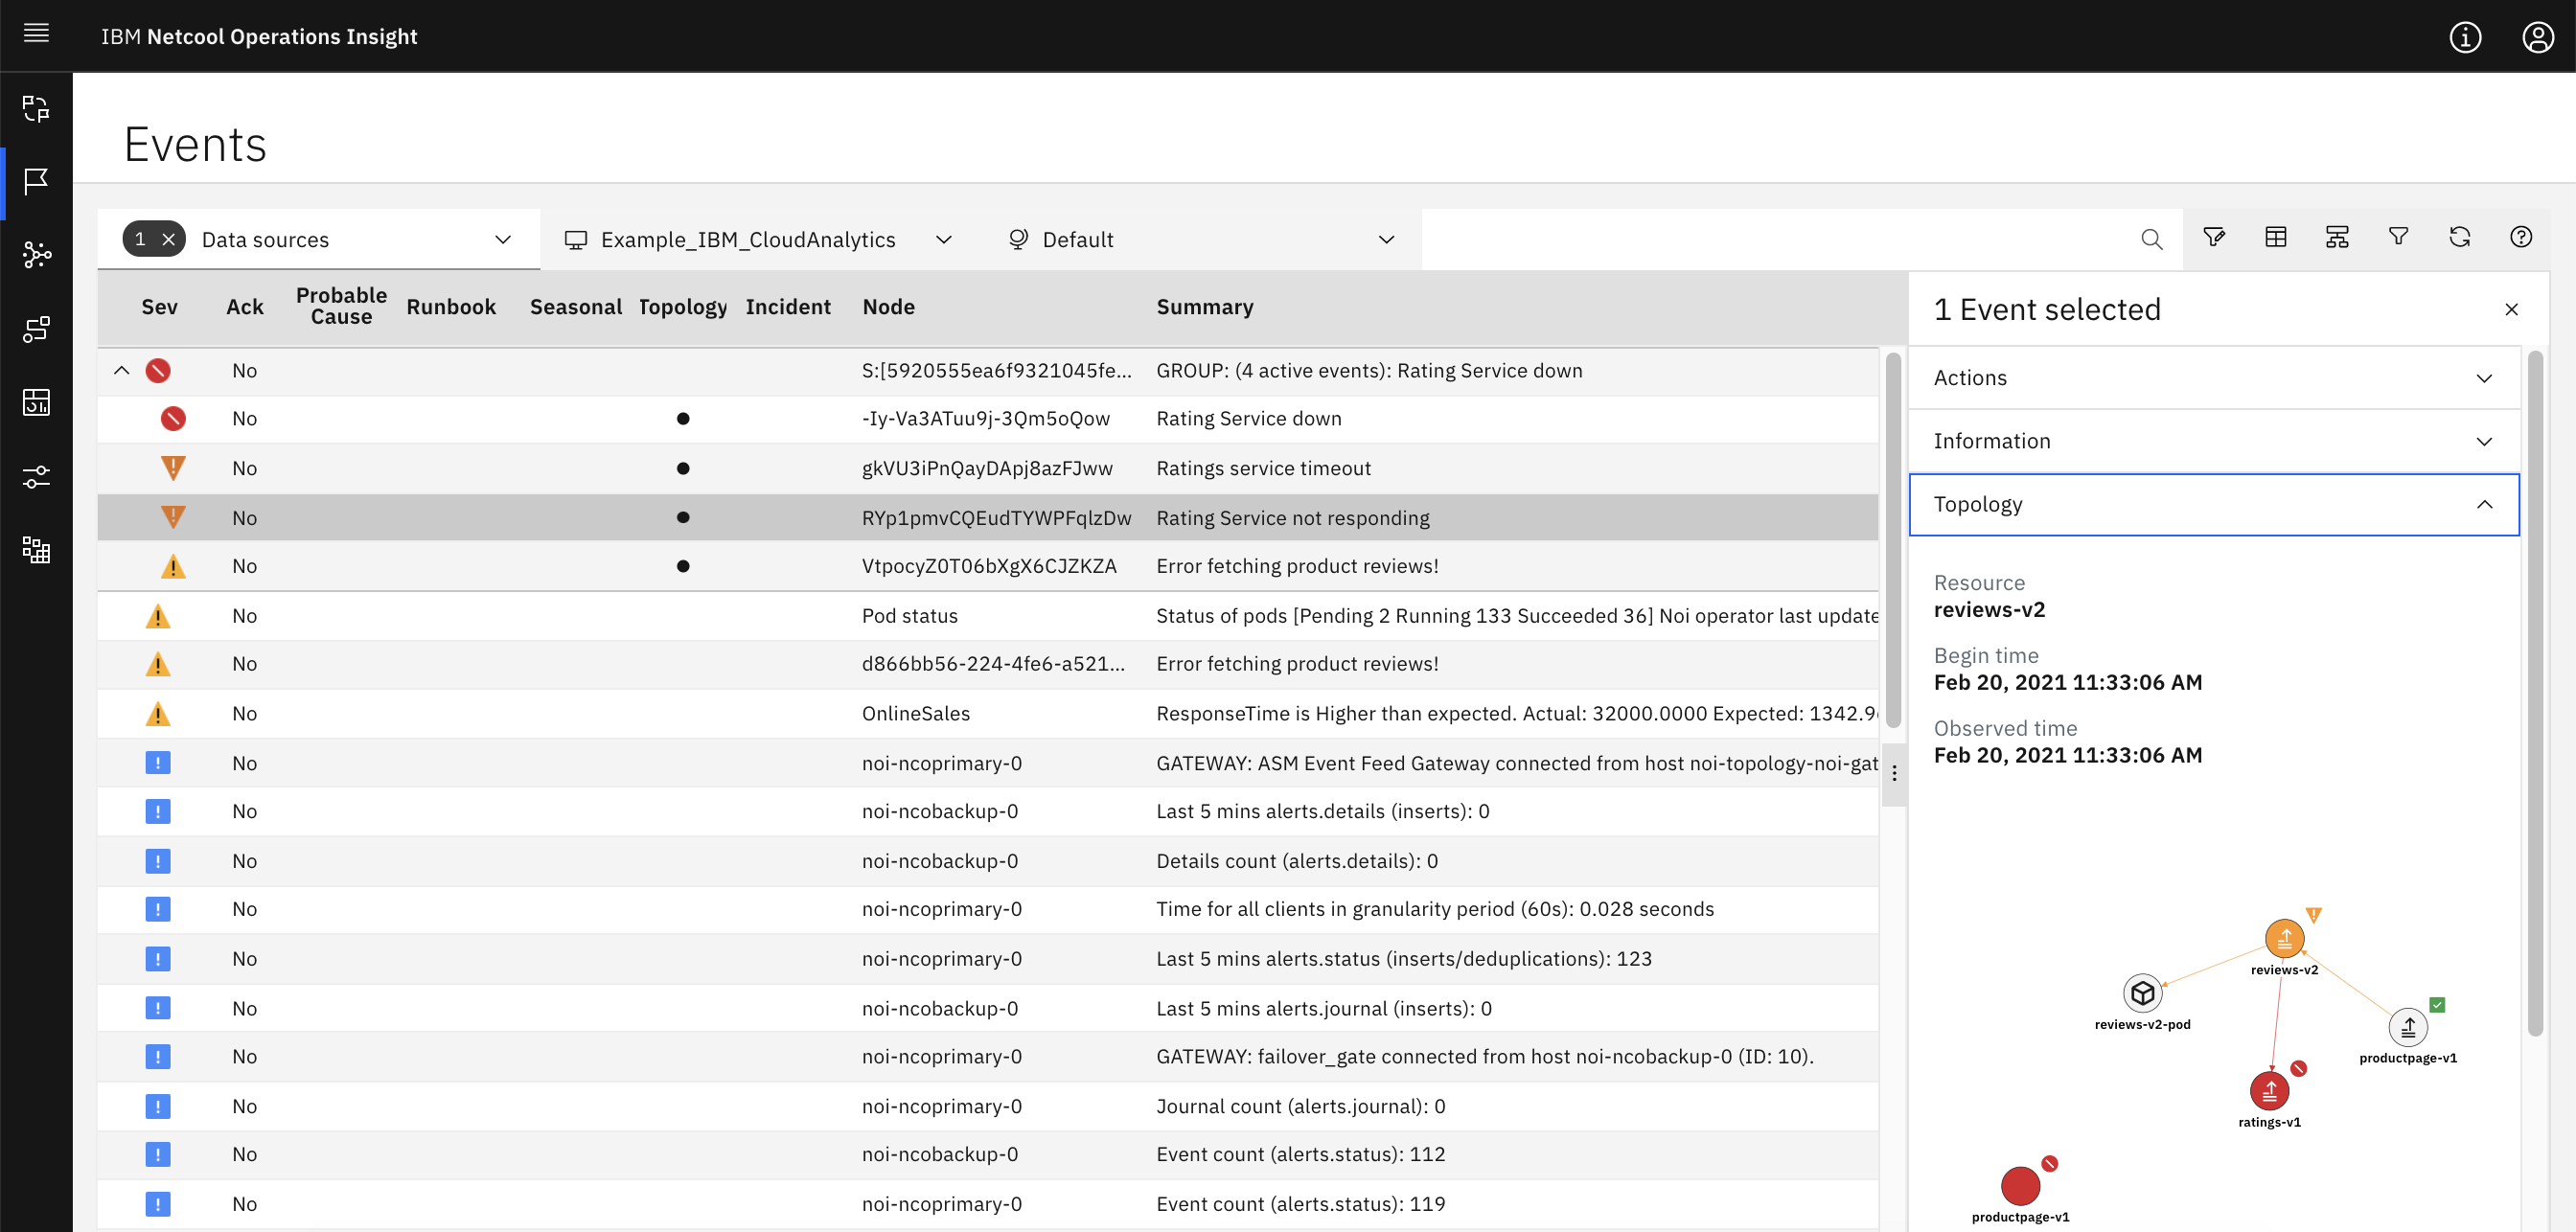 IBM Netcool Operations Insight
Events
1 Data sources Example_IBM_CloudAnalytics Default
Sev Ack Probable Cause Runbook Seasonal Topology Incident Node Summary
No S:[5920555ea6f9321045fe... GROUP: (4 active events): Rating Service down
No -Iy-Va3ATuu9j-3Qm5oQow Rating Service down
No gkVU3iPnQayDApj8azFJww Ratings service timeout
No RYp1pmvCQEudTYWPFqlzDw Rating Service not responding
No VtpocyZ0T06bXgX6CJZKZA Error fetching product reviews!
No Pod status Status of pods [Pending 2 Running 133 Succeeded 36] Noi operator last update
No d866bb56-224-4fe6-a521... Error fetching product reviews!
No OnlineSales ResponseTime is Higher than expected. Actual: 32000.0000 Expected: 1342.9
No noi-ncoprimary-0 GATEWAY: ASM Event Feed Gateway connected from host noi-topology-noi-gat
No noi-ncobackup-0 Last 5 mins alerts.details (inserts): 0
No noi-ncobackup-0 Details count (alerts.details): 0
No noi-ncoprimary-0 Time for all clients in granularity period (60s): 0.028 seconds
No noi-ncoprimary-0 Last 5 mins alerts.status (inserts/deduplications): 123
No noi-ncobackup-0 Last 5 mins alerts.journal (inserts): 0
No noi-ncoprimary-0 GATEWAY: failover_gate connected from host noi-ncobackup-0 (ID: 10).
No noi-ncoprimary-0 Journal count (alerts.journal): 0
No noi-ncobackup-0 Event count (alerts.status): 112
No noi-ncoprimary-0 Event count (alerts.status): 119
1 Event selected
Actions
Information
Topology
Resource
reviews-v2
Begin time
Feb 20, 2021 11:33:06 AM
Observed time
Feb 20, 2021 11:33:06 AM
reviews-v2
reviews-v2-pod
productpage-v1
ratings-v1
productpage-v1